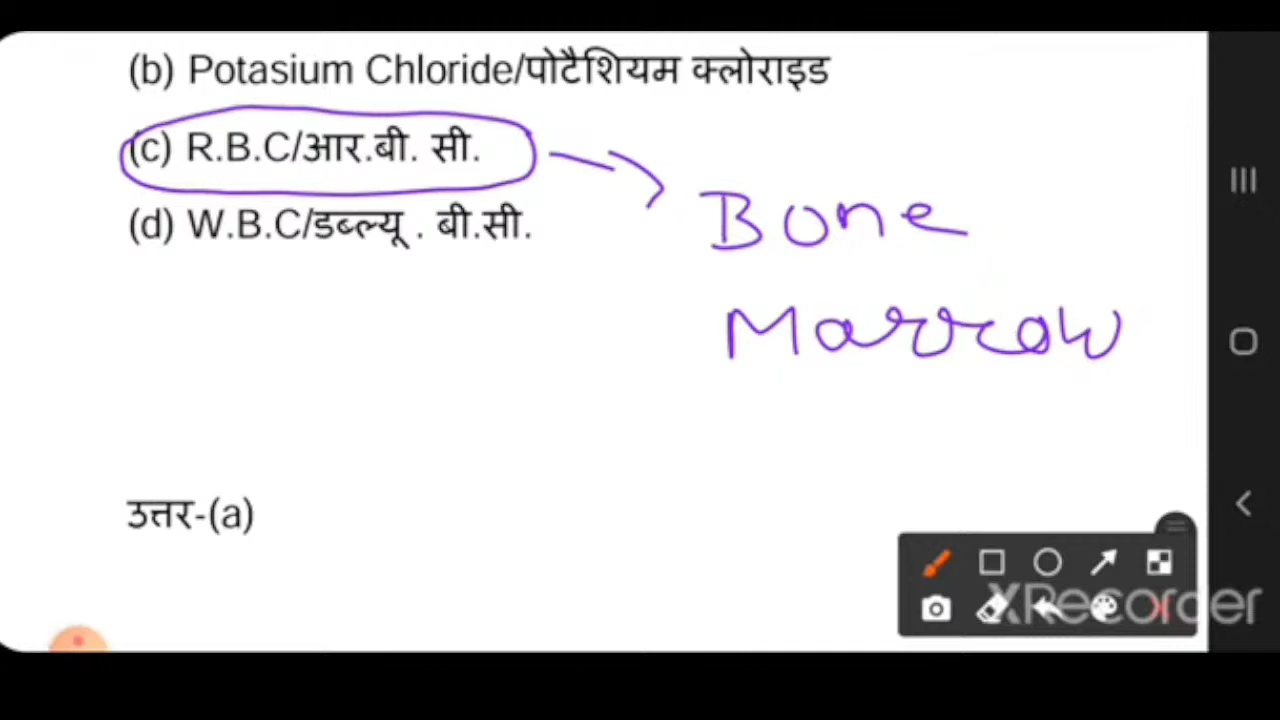 (b) Potasium Chloride/पोटैशियम क्लोराइड
(c) R.B.C/आर.बी. सी.
(d) W.B.C/डब्ल्यू . बी.सी.
Bone
Marrow
उत्तर-(a)
XRecorder